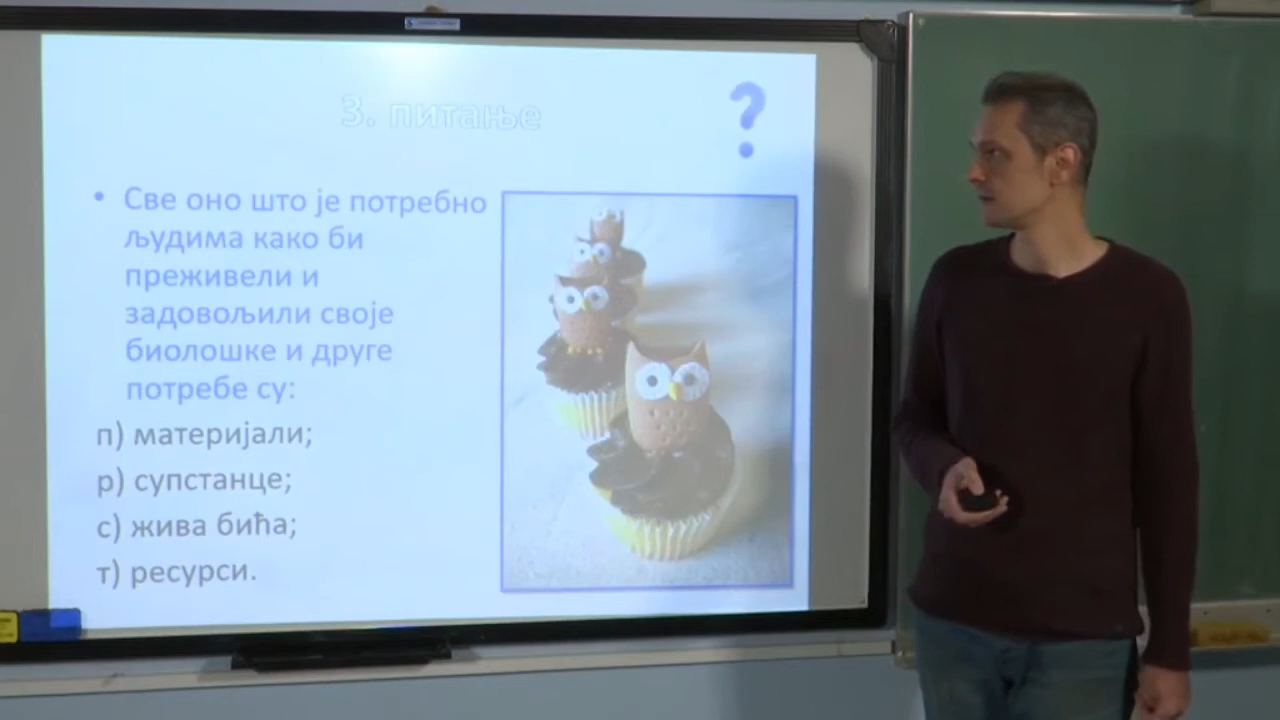 3. питање
?
• Све оно што је потребно
људима како би
преживели и
задовољили своје
биолошке и друге
потребе су:
п) материјали;
р) супстанце;
с) жива бића;
т) ресурси.